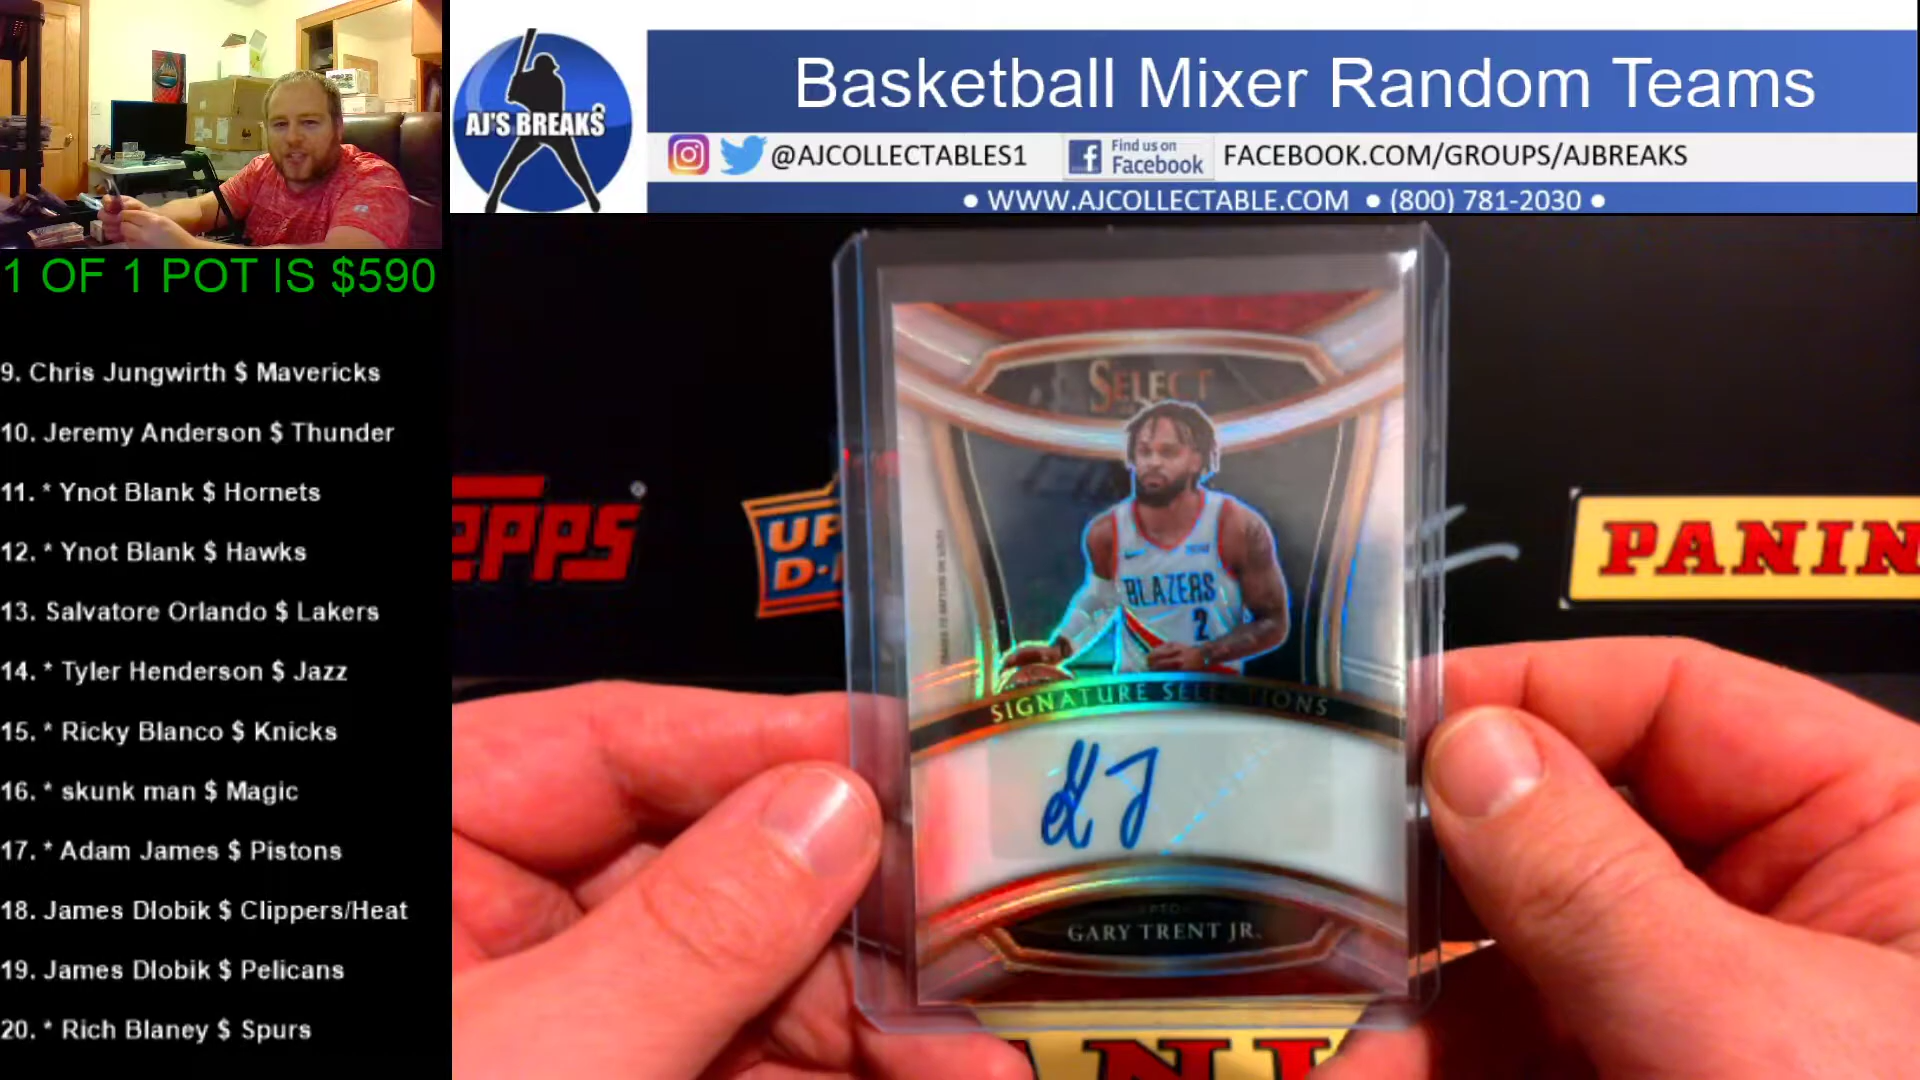 Basketball Mixer Random Teams
AJ'S BREAKS
@AJCOLLECTABLES1
Find us on
Facebook
FACEBOOK.COM/GROUPS/AJBREAKS
• WWW.AJCOLLECTABLE.COM • (800) 781-2030 •
1 OF 1 POT IS $590
9. Chris Jungwirth $ Mavericks
10. Jeremy Anderson $ Thunder
11. * Ynot Blank $ Hornets
12. * Ynot Blank $ Hawks
13. Salvatore Orlando $ Lakers
14. * Tyler Henderson $ Jazz
15. * Ricky Blanco $ Knicks
16. * skunk man $ Magic
17. * Adam James $ Pistons
18. James Dlobik $ Clippers/Heat
19. James Dlobik $ Pelicans
20. * Rich Blaney $ Spurs
SELECT
BLAZERS
2
SIGNATURE SELECTIONS
GARY TRENT JR.
PPS
UP
D
PANIN
ANI